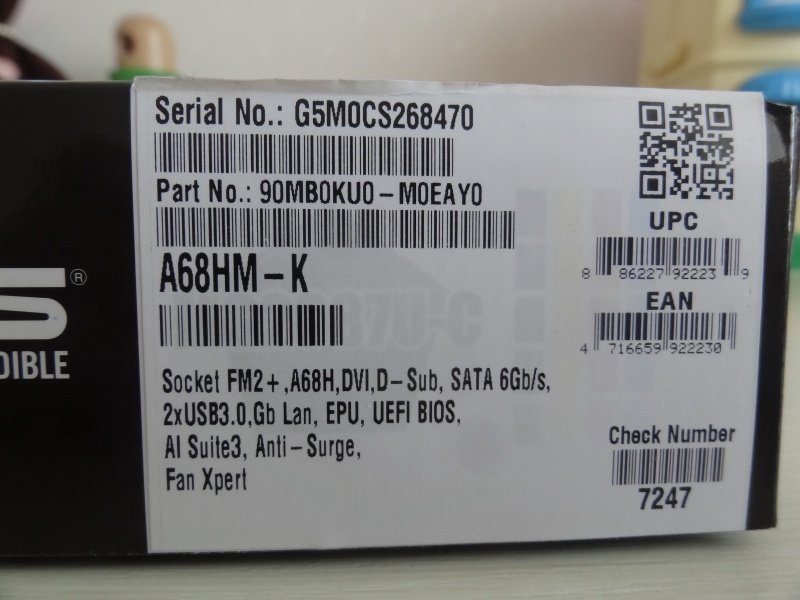 Serial No.: G5M0CS268470
Part No.: 90MB0KU0-M0EAY0
A68HM-K
Socket FM2+,A68H,DVI,D-Sub, SATA 6Gb/s,
2xUSB3.0,Gb Lan, EPU, UEFI BIOS,
AI Suite3, Anti-Surge,
Fan Xpert
UPC
8 86227 92223 9
EAN
4 716659 922230
Check Number
7247
S®
DIBLE